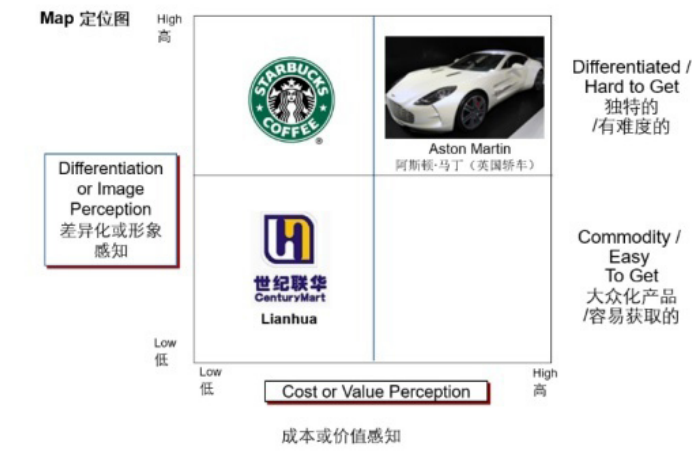 Map 定位图
High
高
STARBUCKS
COFFEE
®
Aston Martin
阿斯顿·马丁（英国轿车）
Differentiated /
Hard to Get
独特的
/有难度的
Differentiation
or Image
Perception
差异化或形象
感知
世纪联华
CenturyMart
Lianhua
Commodity /
Easy
To Get
大众化产品
/容易获取的
Low
低
Low
低
Cost or Value Perception
High
高
成本或价值感知